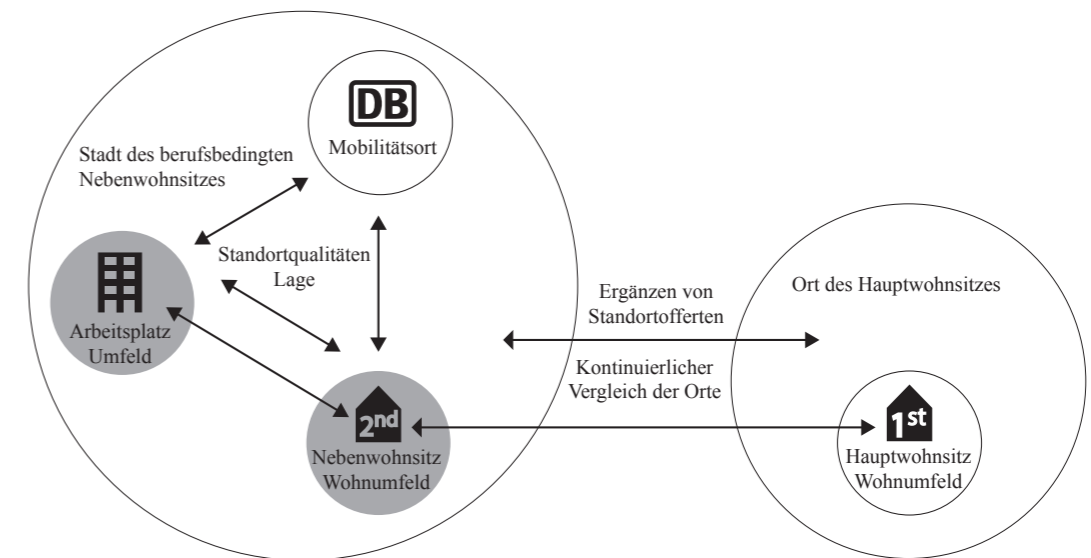 DB
Mobilitätsort
Stadt des berufsbedingten
Nebenwohnsitzes
Standortqualitäten
Lage
Arbeitsplatz
Umfeld
2nd
Nebenwohnsitz
Wohnumfeld
Ergänzen von
Standortofferten
Kontinuierlicher
Vergleich der Orte
Ort des Hauptwohnsitzes
1st
Hauptwohnsitz
Wohnumfeld